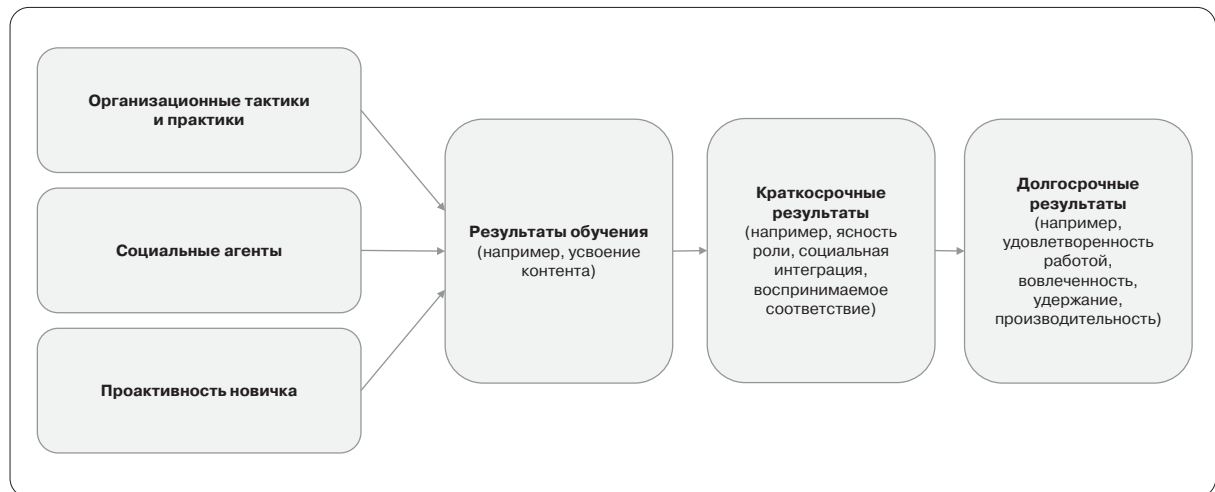 Организационные тактики
и практики
Социальные агенты
Проактивность новичка
Результаты обучения
(например, усвоение
контента)
Краткосрочные
результаты
(например, ясность
роли, социальная
интеграция,
воспринимаемое
соответствие)
Долгосрочные
результаты
(например,
удовлетворенность
работой,
вовлеченность,
удержание,
производительность)